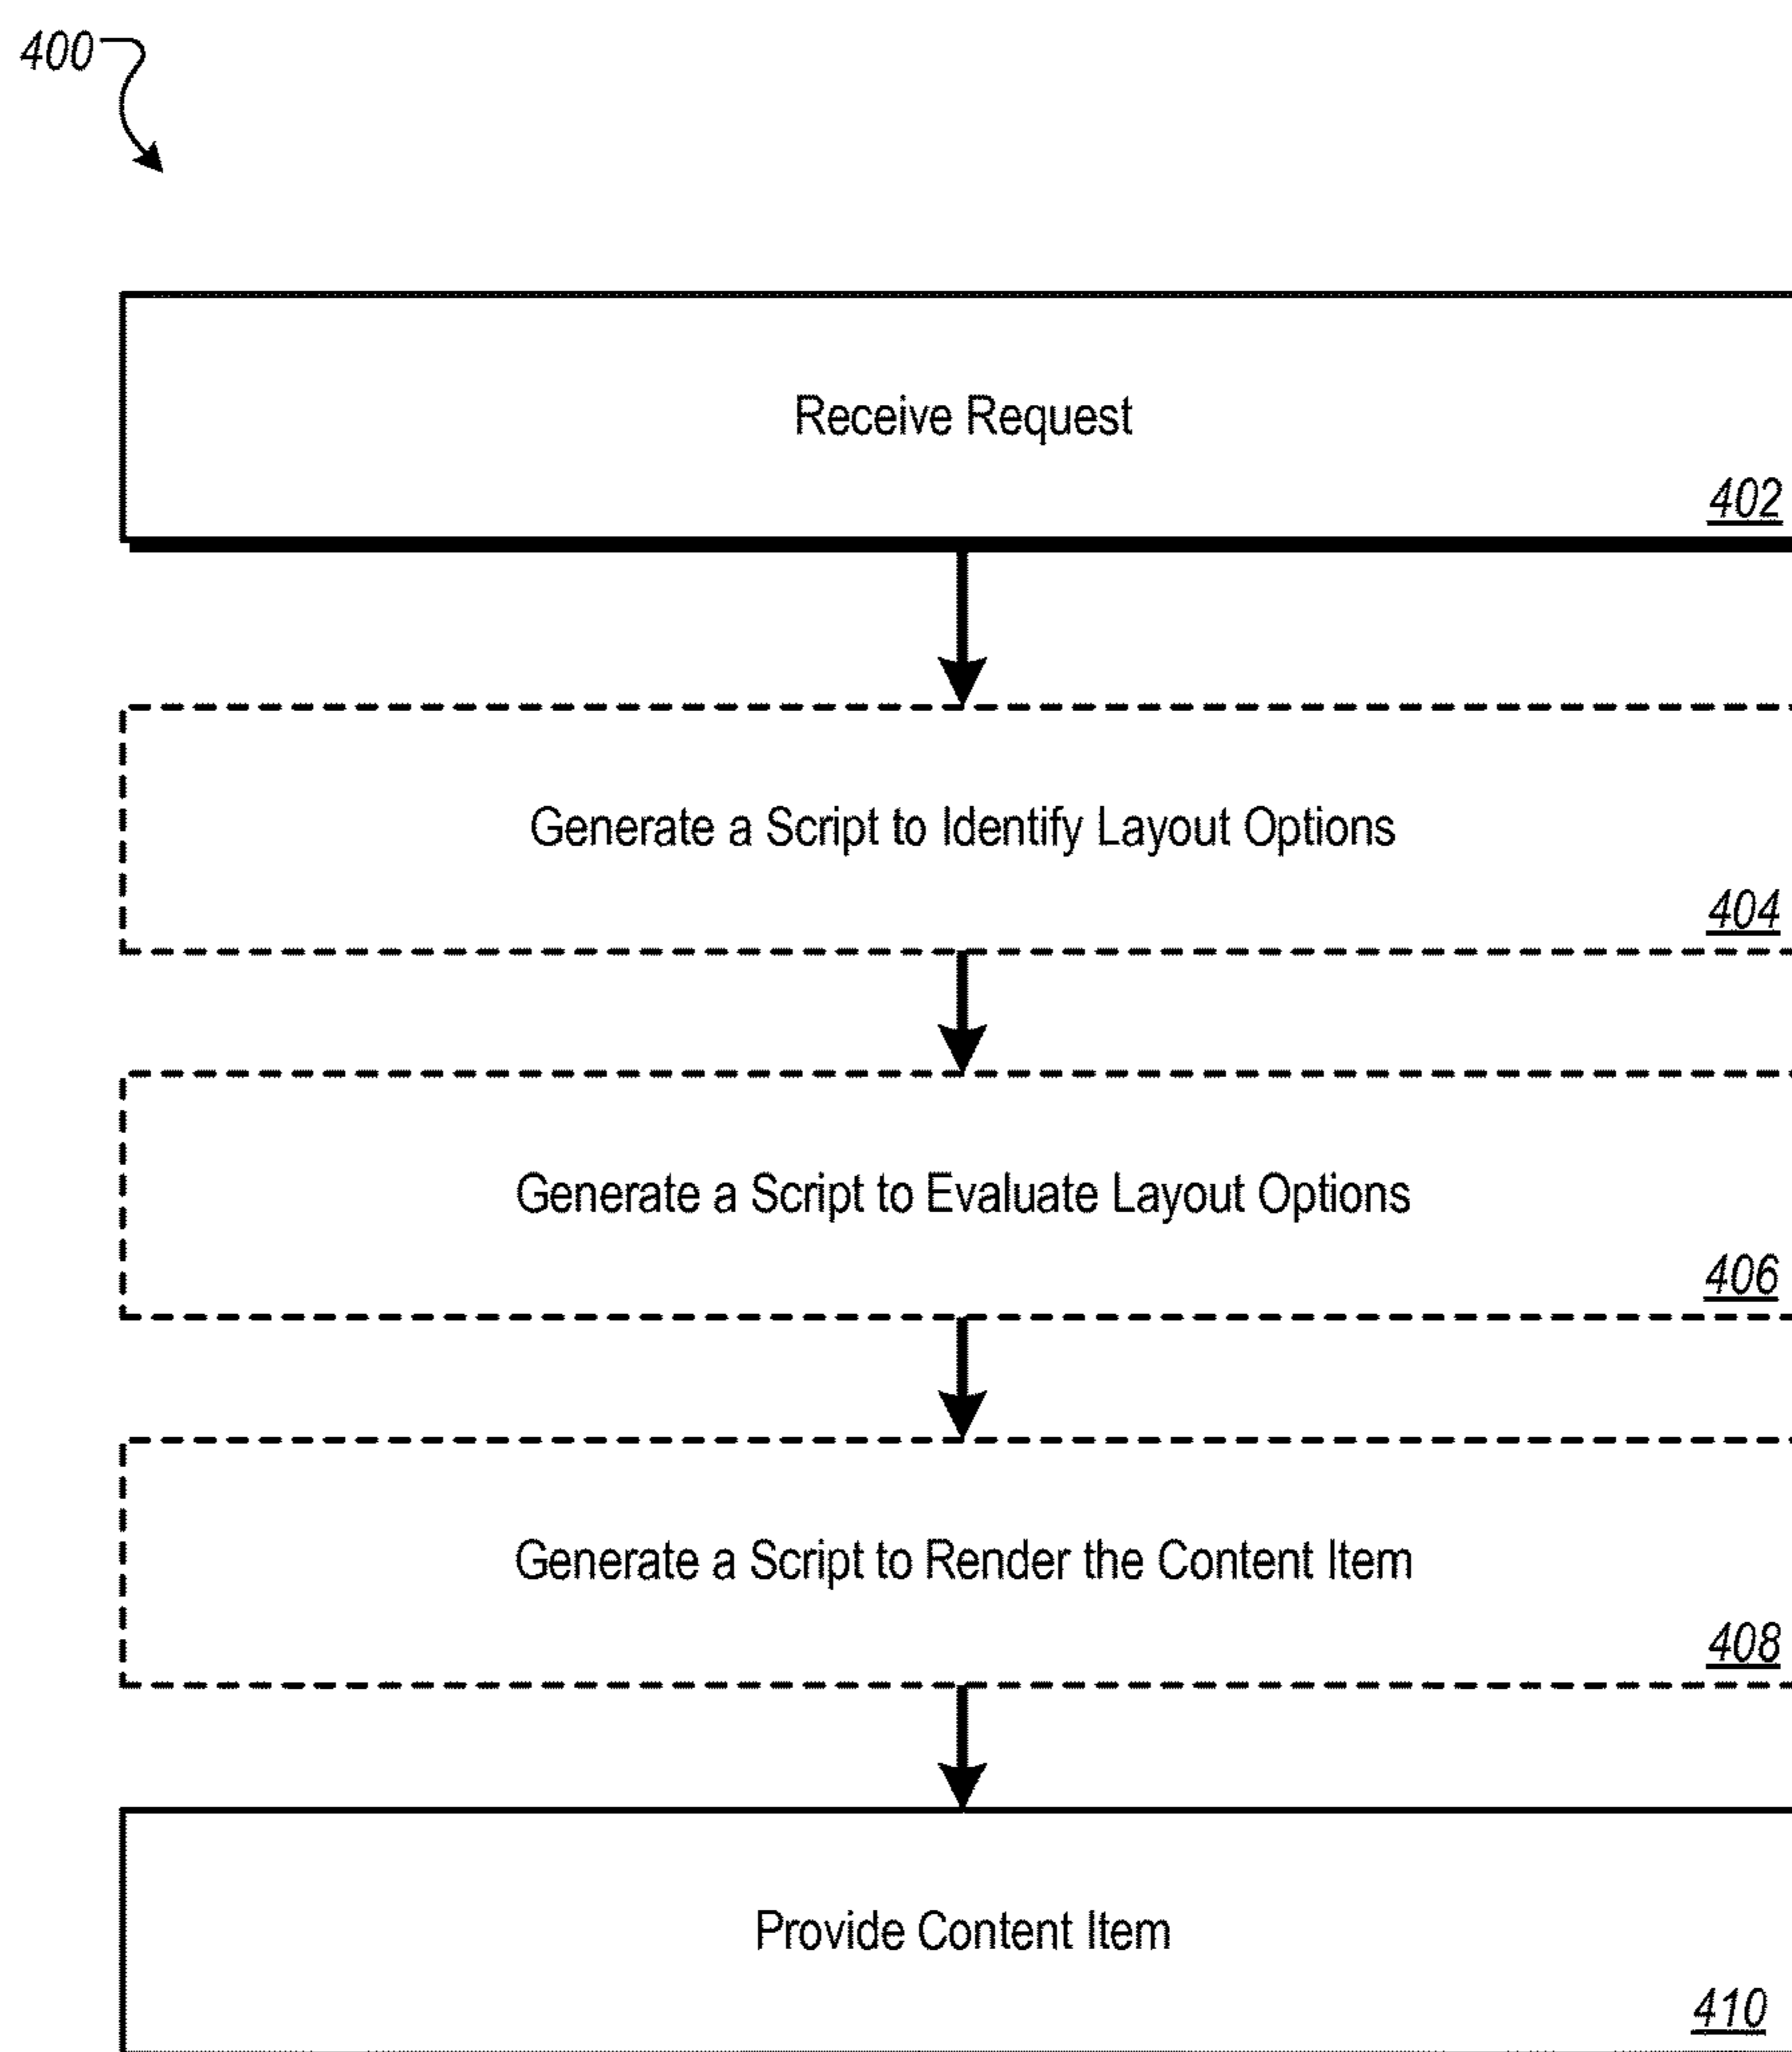 400
Receive Request
402
Generate a Script to Identify Layout Options
404
Generate a Script to Evaluate Layout Options
406
Generate a Script to Render the Content Item
408
Provide Content Item
410